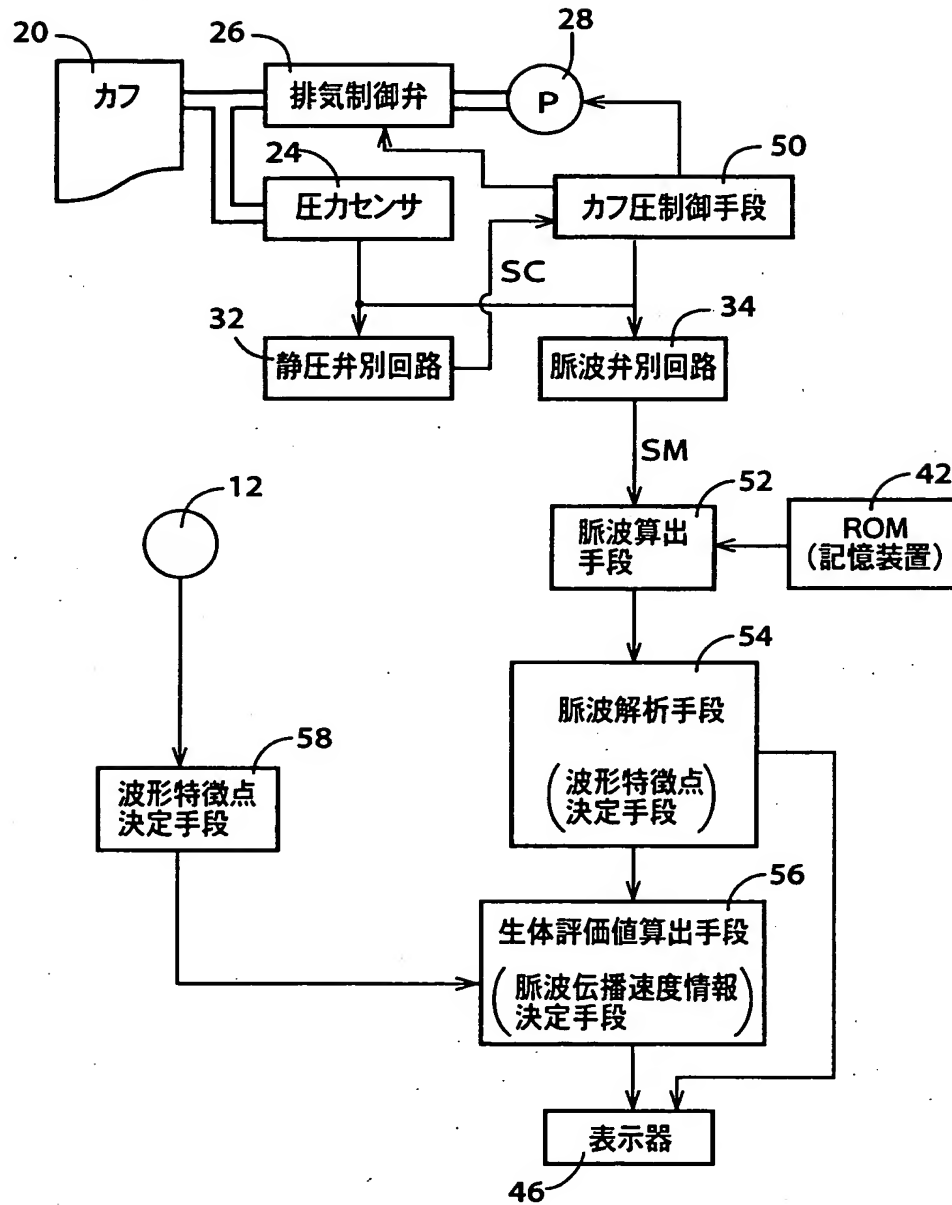 20
26
28
カフ
排気制御弁
P
24
50
圧力センサ
カフ圧制御手段
SC
32
34
静圧弁別回路
脈波弁別回路
SM
12
52
42
脈波算出
手段
ROM
(記憶装置)
54
脈波解析手段
58
波形特徴点
決定手段
(波形特徴点
決定手段)
56
生体評価値算出手段
(脈波伝播速度情報
決定手段)
表示器
46